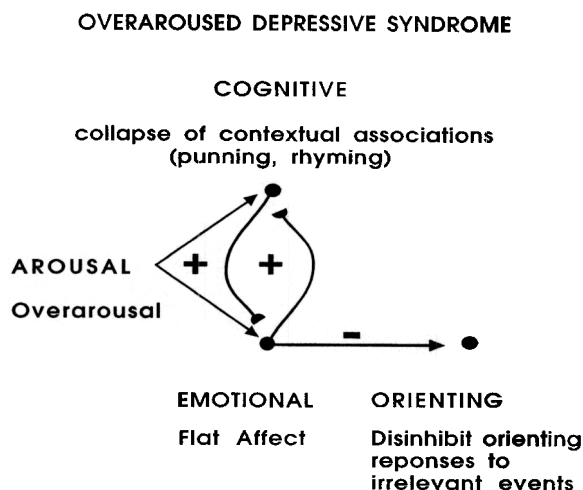 OVERAROUSED DEPRESSIVE SYNDROME
COGNITIVE
collapse of contextual associations
(punning, rhyming)
AROUSAL
+
+
Overarousal
-
EMOTIONAL
ORIENTING
Flat Affect
Disinhibit orienting
reponses to
irrelevant events